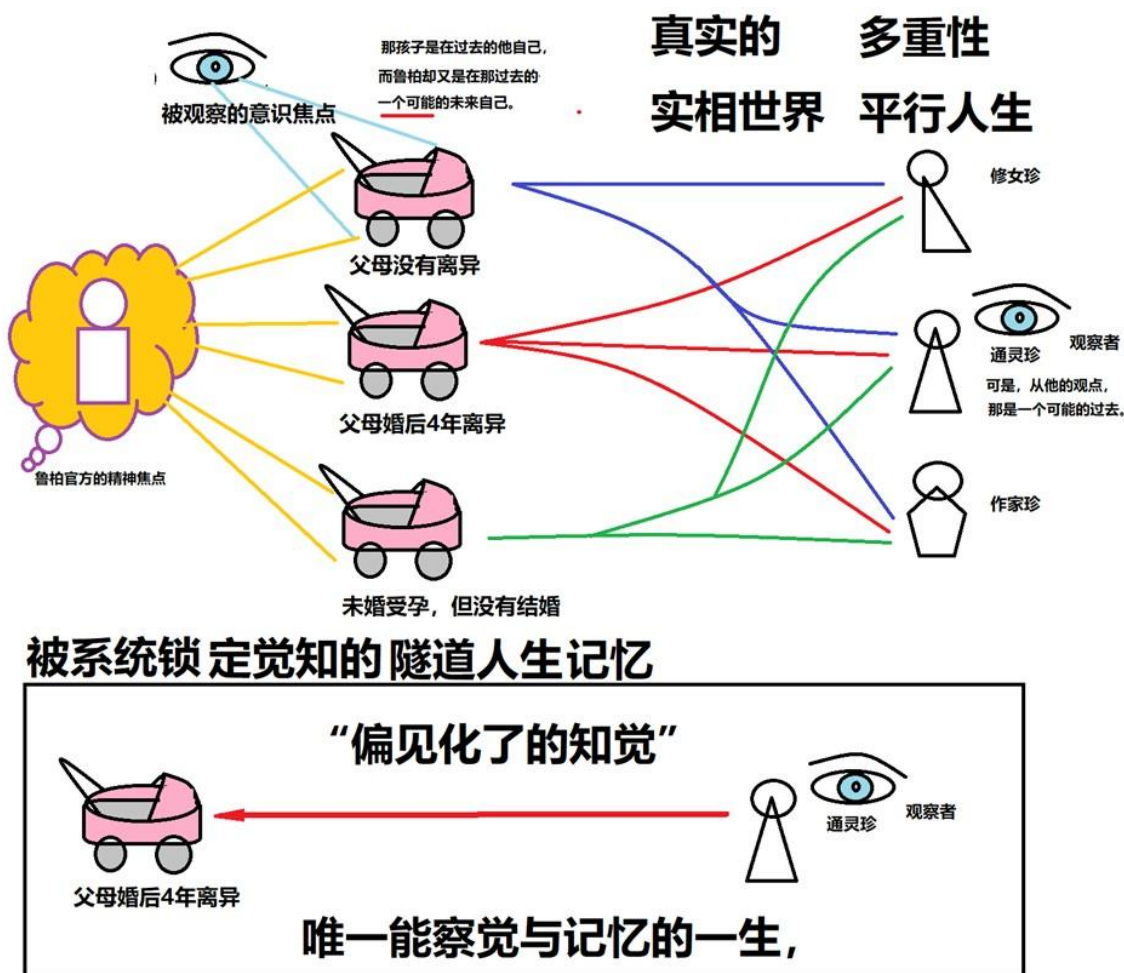 那孩子是在过去的他自己，
而鲁柏却又是在那过去的
一个可能的未来自己。
被观察的意识焦点
真实的 多重性
实相世界 平行人生
修女珍
父母没有离异
通灵珍 观察者
可是，从他的观点，
那是一个可能的过去。
父母婚后4年离异
鲁柏官方的精神焦点
作家珍
未婚受孕，但没有结婚
被系统锁定觉知的隧道人生记忆
“偏见化了的知觉”
通灵珍 观察者
父母婚后4年离异
唯一能察觉与记忆的一生，